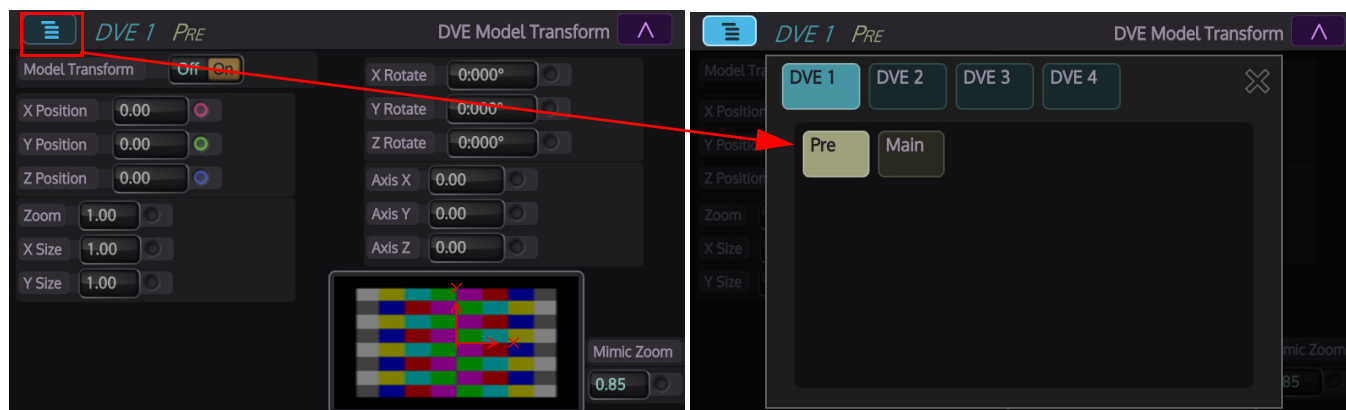 DVE 1 PRE
DVE Model Transform
Model Transform Off On
X Position 0.00
Y Position 0.00
Z Position 0.00
Zoom 1.00
X Size 1.00
Y Size 1.00
X Rotate 0:000°
Y Rotate 0:000°
Z Rotate 0:000°
Axis X 0.00
Axis Y 0.00
Axis Z 0.00
Mimic Zoom
0.85
DVE 1 PRE
DVE Model Transform
Model Tra
DVE 1 DVE 2 DVE 3 DVE 4
X Position
Pre Main
Y Positio
Z Position
Zoom
X Size
Y Size
mic Zoom
85